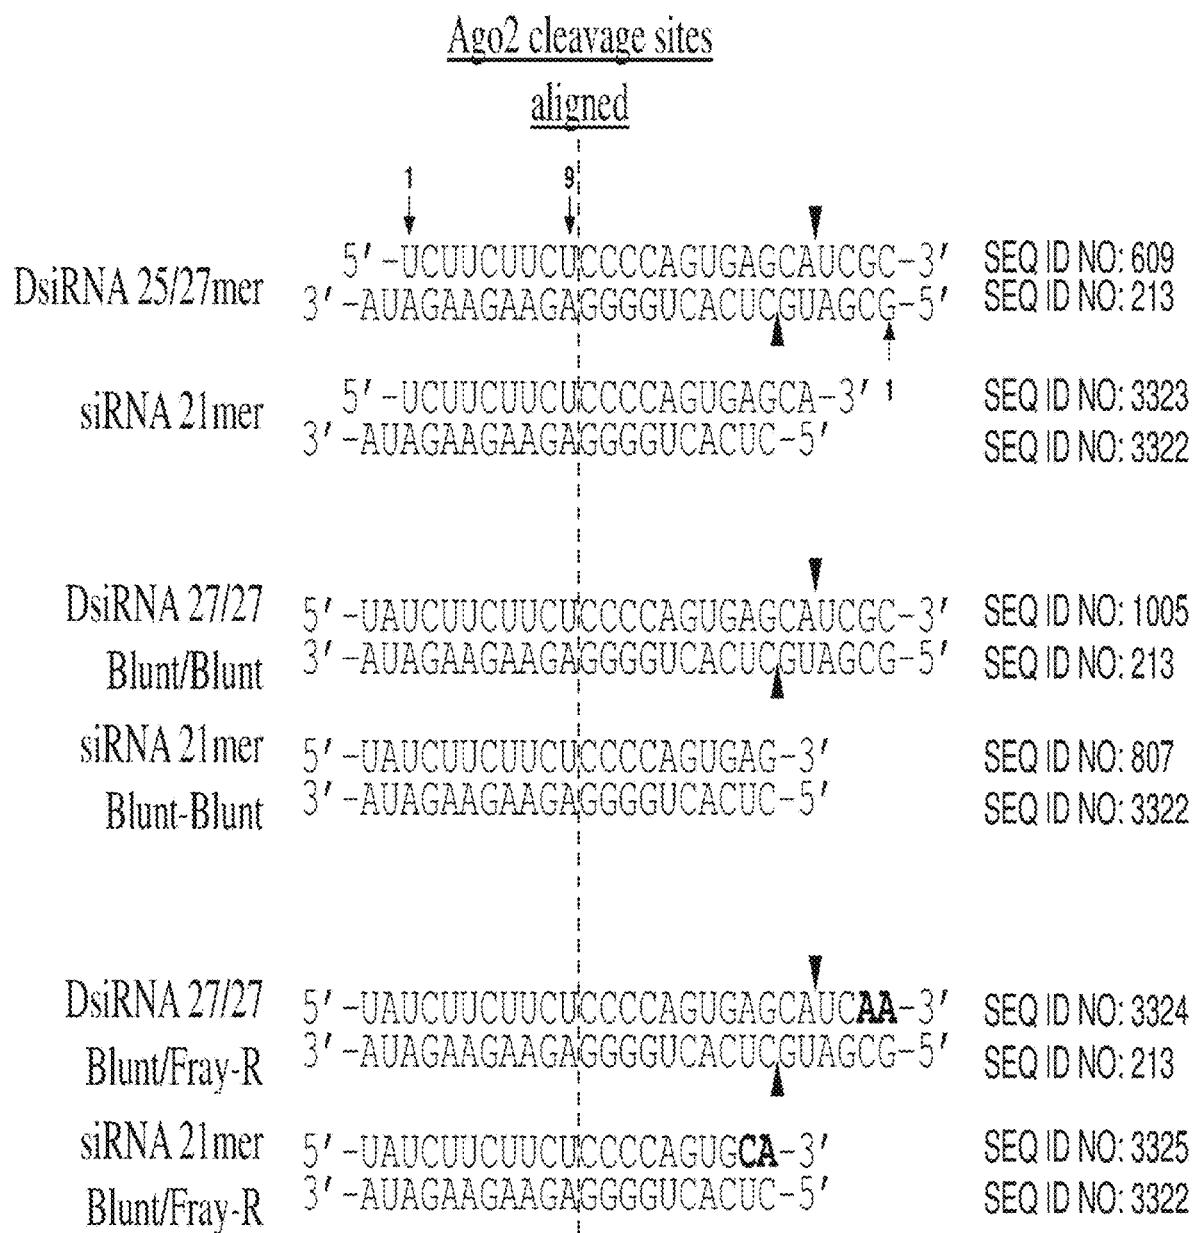 Ago2 cleavage sites
aligned
1 9
5'-UCUUCUUCUCCCCAGUGAGCAUCGC-3' SEQ ID NO: 609
DsiRNA 25/27mer
3'-AUAGAAGAAGAGGGGUCACUCGUAGCG-5' SEQ ID NO: 213
5'-UCUUCUUCUCCCCAGUGAGCA-3' 1 SEQ ID NO: 3323
siRNA 21mer
3'-AUAGAAGAAGAGGGGUCACUC-5' SEQ ID NO: 3322
DsiRNA 27/27 5'-UAUCUUCUUCUCCCCAGUGAGCAUCGC-3' SEQ ID NO: 1005
Blunt/Blunt 3'-AUAGAAGAAGAGGGGUCACUCGUAGCG-5' SEQ ID NO: 213
siRNA 21mer 5'-UAUCUUCUUCUCCCCAGUGAG-3' SEQ ID NO: 807
Blunt-Blunt 3'-AUAGAAGAAGAGGGGUCACUC-5' SEQ ID NO: 3322
DsiRNA 27/27 5'-UAUCUUCUUCUCCCCAGUGAGCAUCAA-3' SEQ ID NO: 3324
Blunt/Fray-R 3'-AUAGAAGAAGAGGGGUCACUCGUAGCG-5' SEQ ID NO: 213
siRNA 21mer 5'-UAUCUUCUUCUCCCCAGUGCA-3' SEQ ID NO: 3325
Blunt/Fray-R 3'-AUAGAAGAAGAGGGGUCACUC-5' SEQ ID NO: 3322